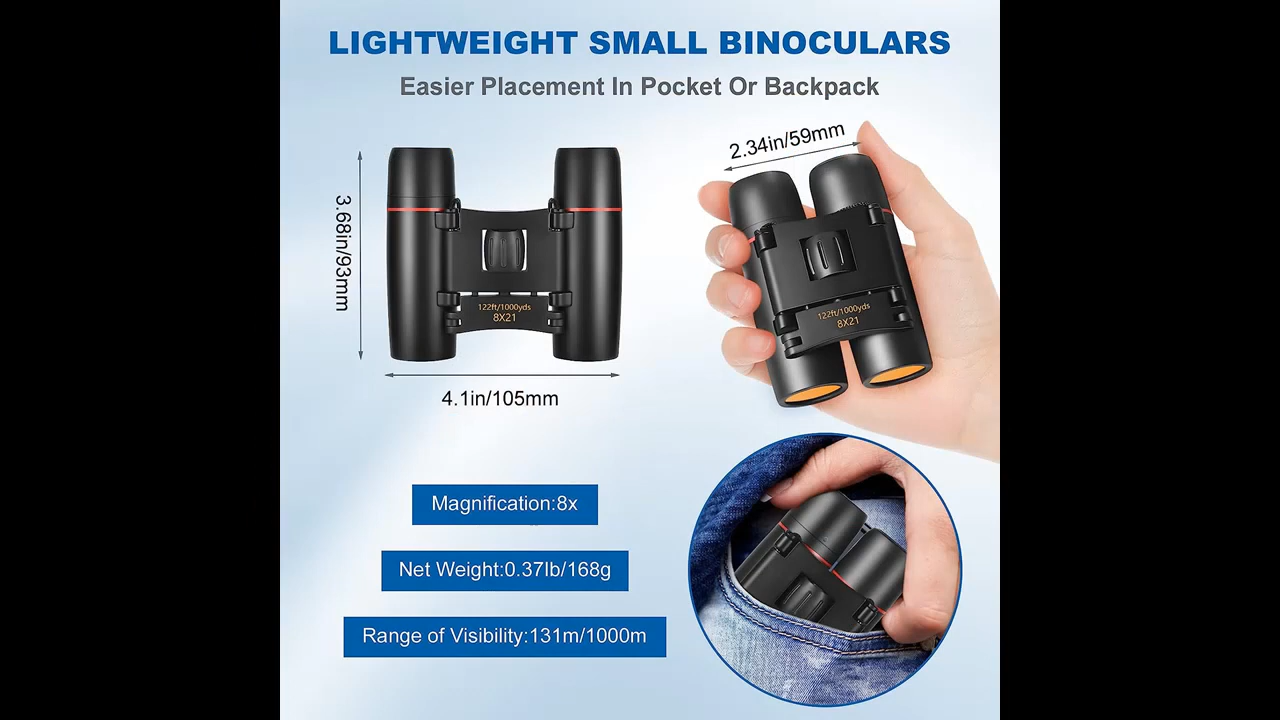 LIGHTWEIGHT SMALL BINOCULARS
Easier Placement In Pocket Or Backpack
3.68in/93mm
122ft/1000yds
8X21
4.1in/105mm
2.34in/59mm
122ft/1000yds
8X21
Magnification:8x
Net Weight:0.37lb/168g
Range of Visibility:131m/1000m